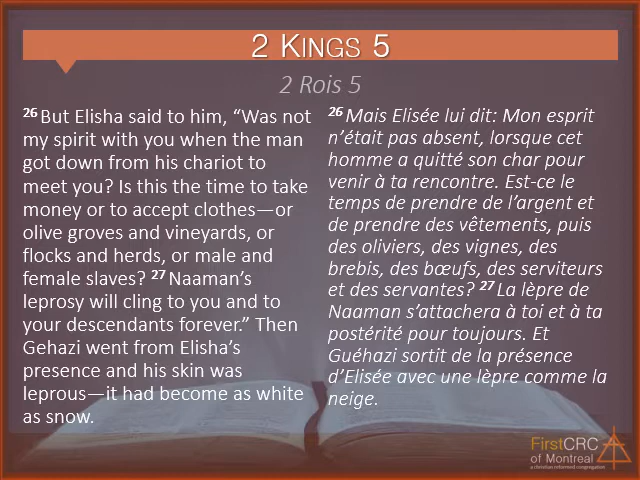 2 KINGS 5
2 Rois 5
26 But Elisha said to him, “Was not
my spirit with you when the man
got down from his chariot to
meet you? Is this the time to take
money or to accept clothes—or
olive groves and vineyards, or
flocks and herds, or male and
female slaves? 27 Naaman’s
leprosy will cling to you and to
your descendants forever.” Then
Gehazi went from Elisha’s
presence and his skin was
leprous—it had become as white
as snow.
26 Mais Elisée lui dit: Mon esprit
n’était pas absent, lorsque cet
homme a quitté son char pour
venir à ta rencontre. Est-ce le
temps de prendre de l’argent et
de prendre des vêtements, puis
des oliviers, des vignes, des
brebis, des bœufs, des serviteurs
et des servantes? 27 La lèpre de
Naaman s’attachera à toi et à ta
postérité pour toujours. Et
Guéhazi sortit de la présence
d’Elisée avec une lèpre comme la
neige.
FirstCRC
of Montreal
a christian reformed congregation